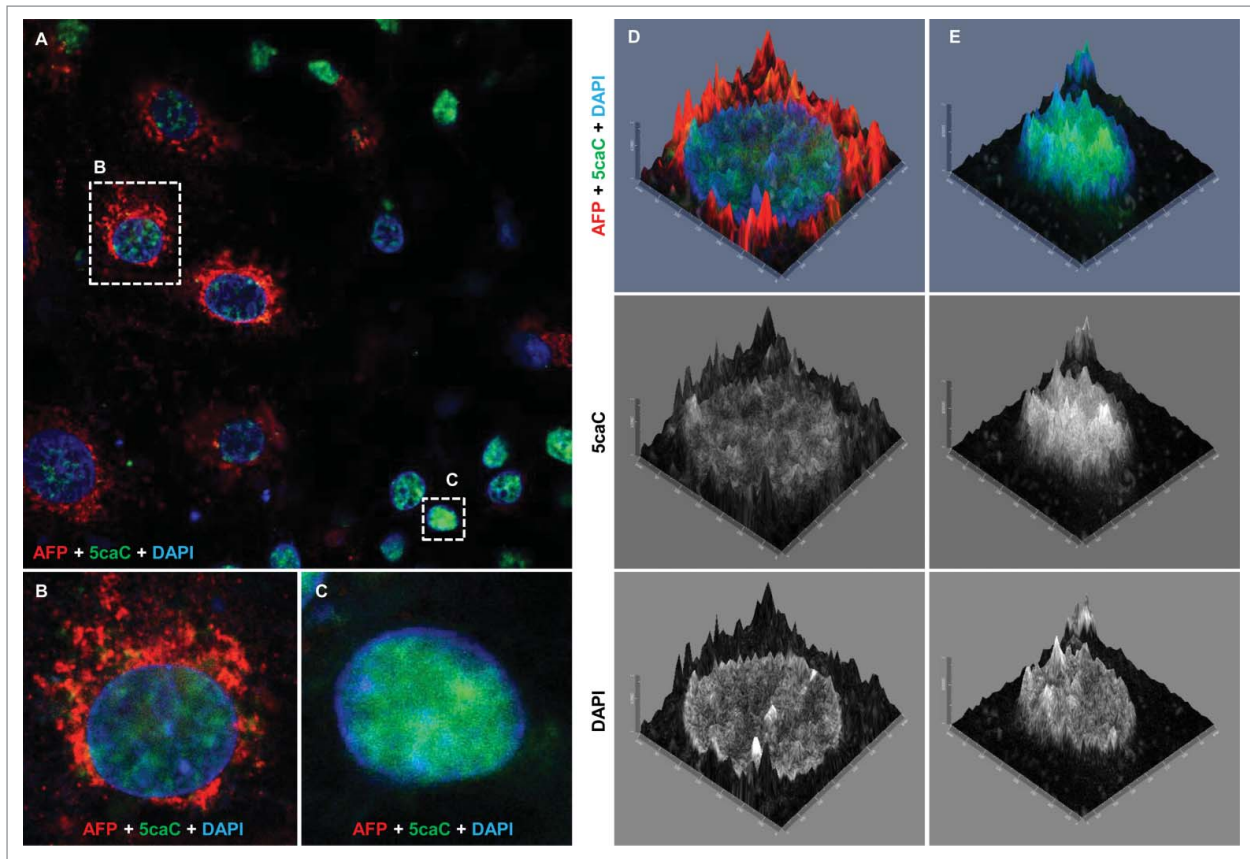 A
B
C
AFP + 5caC + DAPI
B
AFP + 5caC + DAPI
C
AFP + 5caC + DAPI
D
E
AFP + 5caC + DAPI
5caC
DAPI